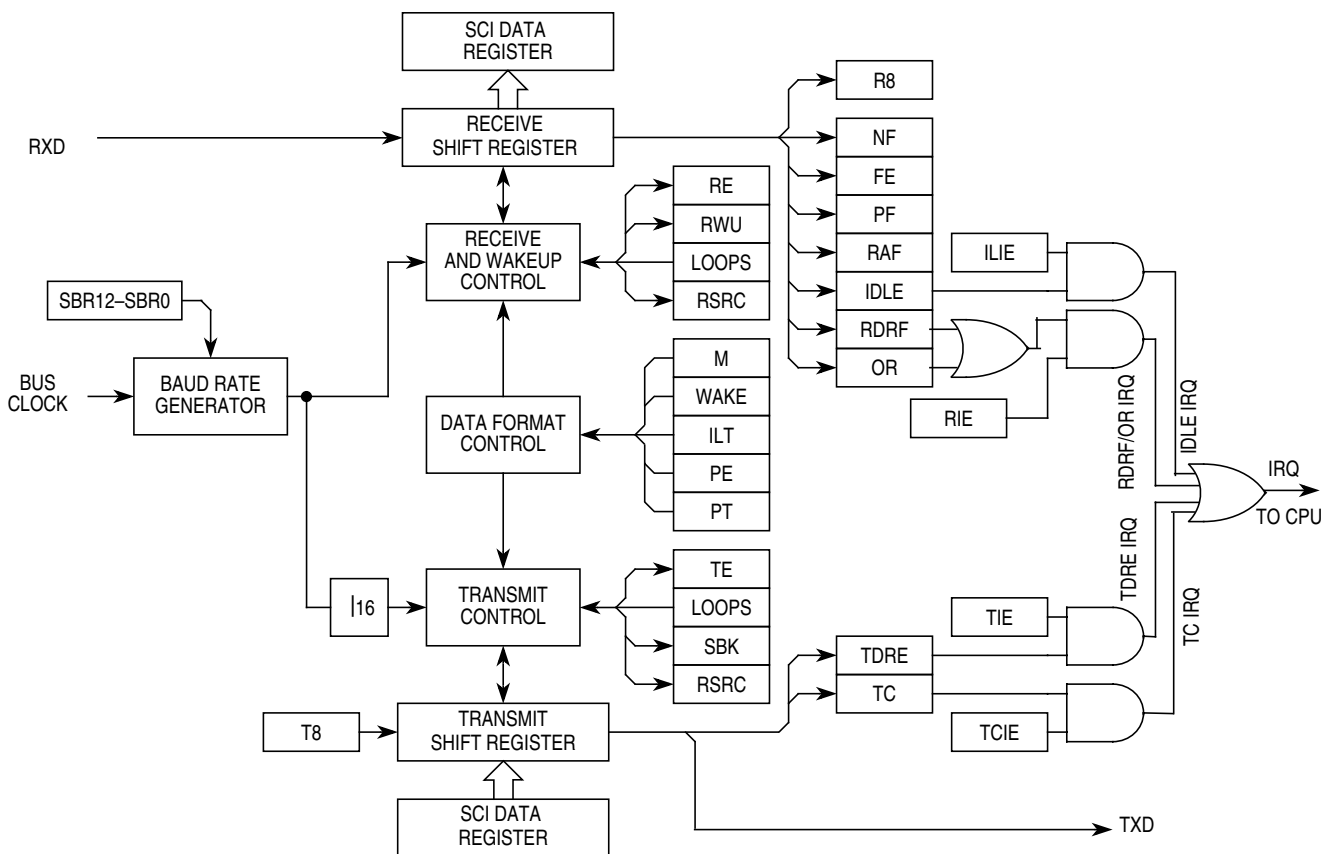 SCI DATA
REGISTER
R8
RXD
RECEIVE
SHIFT REGISTER
NF
FE
PF
RAF
IDLE
RDRF
OR
RE
RWU
LOOPS
RSRC
RECEIVE
AND WAKEUP
CONTROL
ILIE
SBR12–SBR0
BUS
CLOCK
BAUD RATE
GENERATOR
DATA FORMAT
CONTROL
M
WAKE
ILT
PE
PT
RIE
RDRF/OR IRQ
IDLE IRQ
IRQ
TO CPU
TDRE IRQ
TC IRQ
|16
TRANSMIT
CONTROL
TE
LOOPS
SBK
RSRC
TIE
TDRE
TC
TCIE
T8
TRANSMIT
SHIFT REGISTER
SCI DATA
REGISTER
TXD